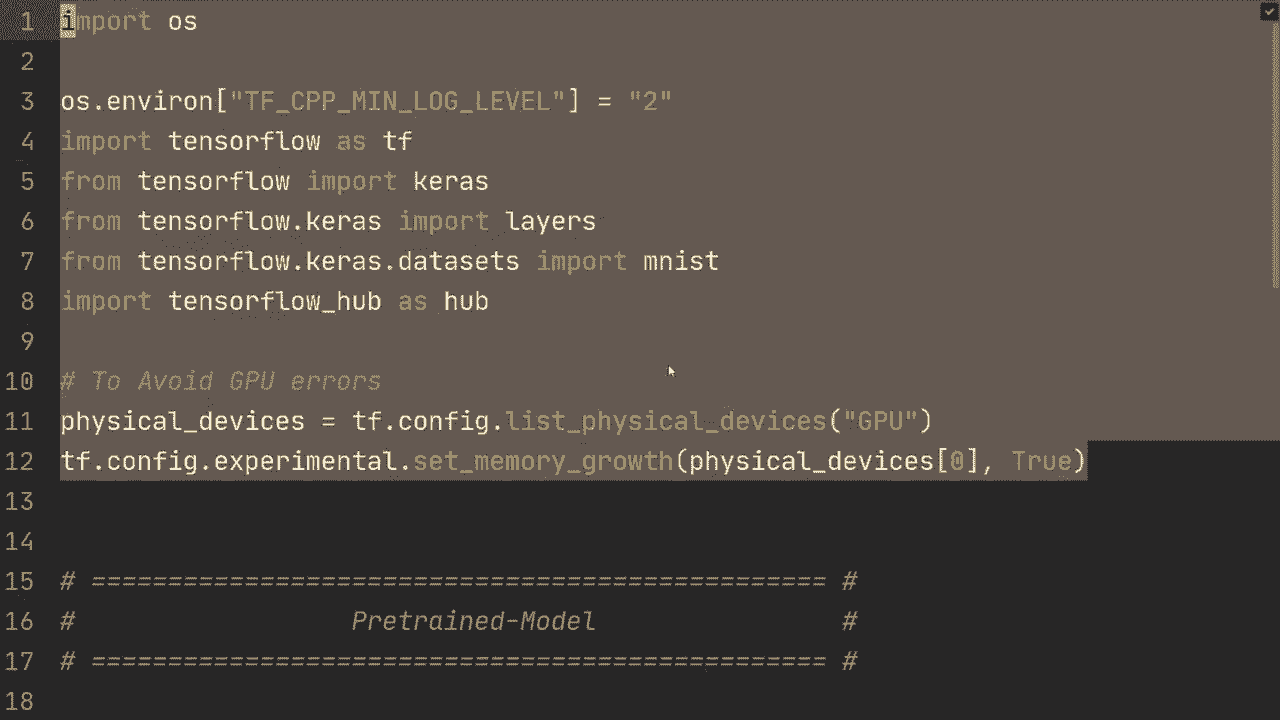 1 import os
2
3 os.environ["TF_CPP_MIN_LOG_LEVEL"] = "2"
4 import tensorflow as tf
5 from tensorflow import keras
6 from tensorflow.keras import layers
7 from tensorflow.keras.datasets import mnist
8 import tensorflow_hub as hub
9
10 # To Avoid GPU errors
11 physical_devices = tf.config.list_physical_devices("GPU")
12 tf.config.experimental.set_memory_growth(physical_devices[0], True)
13
14
15 # ================================================ #
16 #                  Pretrained-Model                #
17 # ================================================ #
18